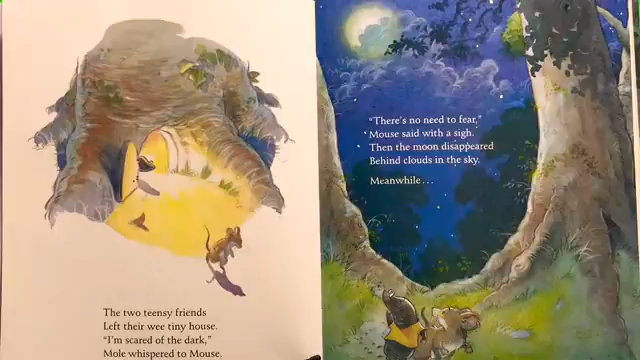 The two teensy friends
Left their wee tiny house.
"I'm scared of the dark,"
Mole whispered to Mouse.
"There's no need to fear,"
Mouse said with a sigh.
Then the moon disappeared
Behind clouds in the sky.
Meanwhile . . .